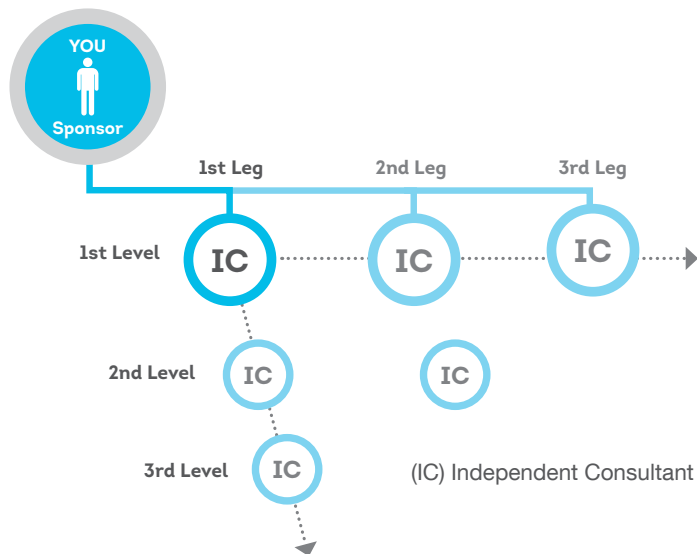 YOU
Sponsor
1st Leg
2nd Leg
3rd Leg
1st Level
IC
IC
IC
2nd Level
IC
IC
3rd Level
IC
(IC) Independent Consultant